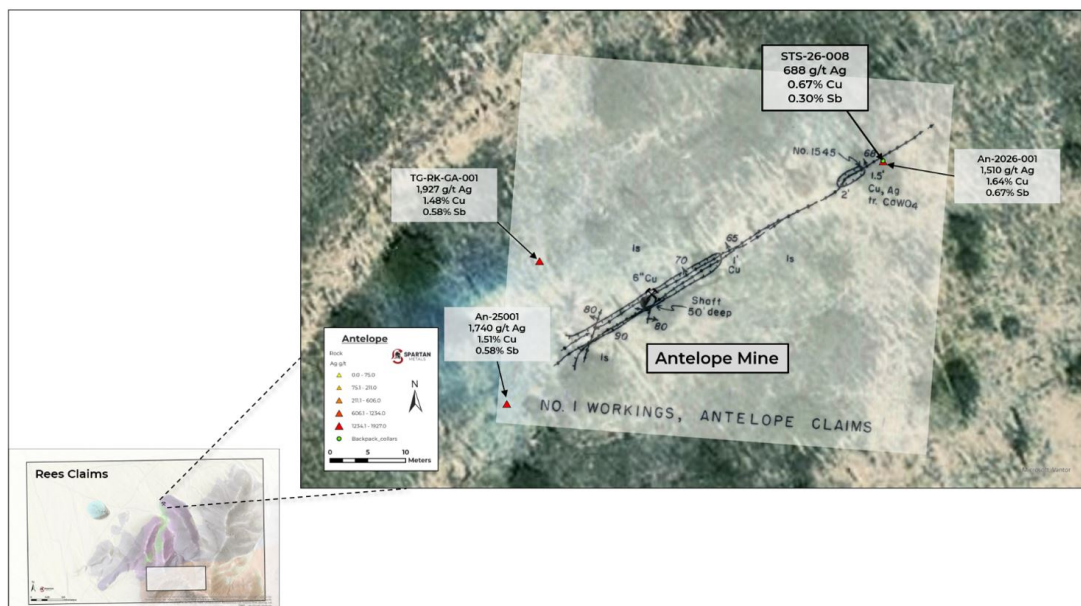 STS-26-008
688 g/t Ag
0.67% Cu
0.30% Sb
An-2026-001
1,510 g/t Ag
1.64% Cu
0.67% Sb
TG-RK-GA-001
1,927 g/t Ag
1.48% Cu
0.58% Sb
An-25001
1,740 g/t Ag
1.51% Cu
0.58% Sb
No. 1545
68
1.5'
Cu, Ag
tr. CaWO4
2'
65
1'
Cu
70
6" Cu
ls
ls
ls
Shaft
50' deep
80
90
80
Antelope Mine
NO. 1 WORKINGS, ANTELOPE CLAIMS
Antelope
Rock
Ag g/t
SPARTAN
METALS
0.0 - 75.0
75.1 - 211.0
211.1 - 606.0
606.1 - 1234.0
1234.1 - 1927.0
Backpack_collars
N
0 5 10
Meters
Rees Claims